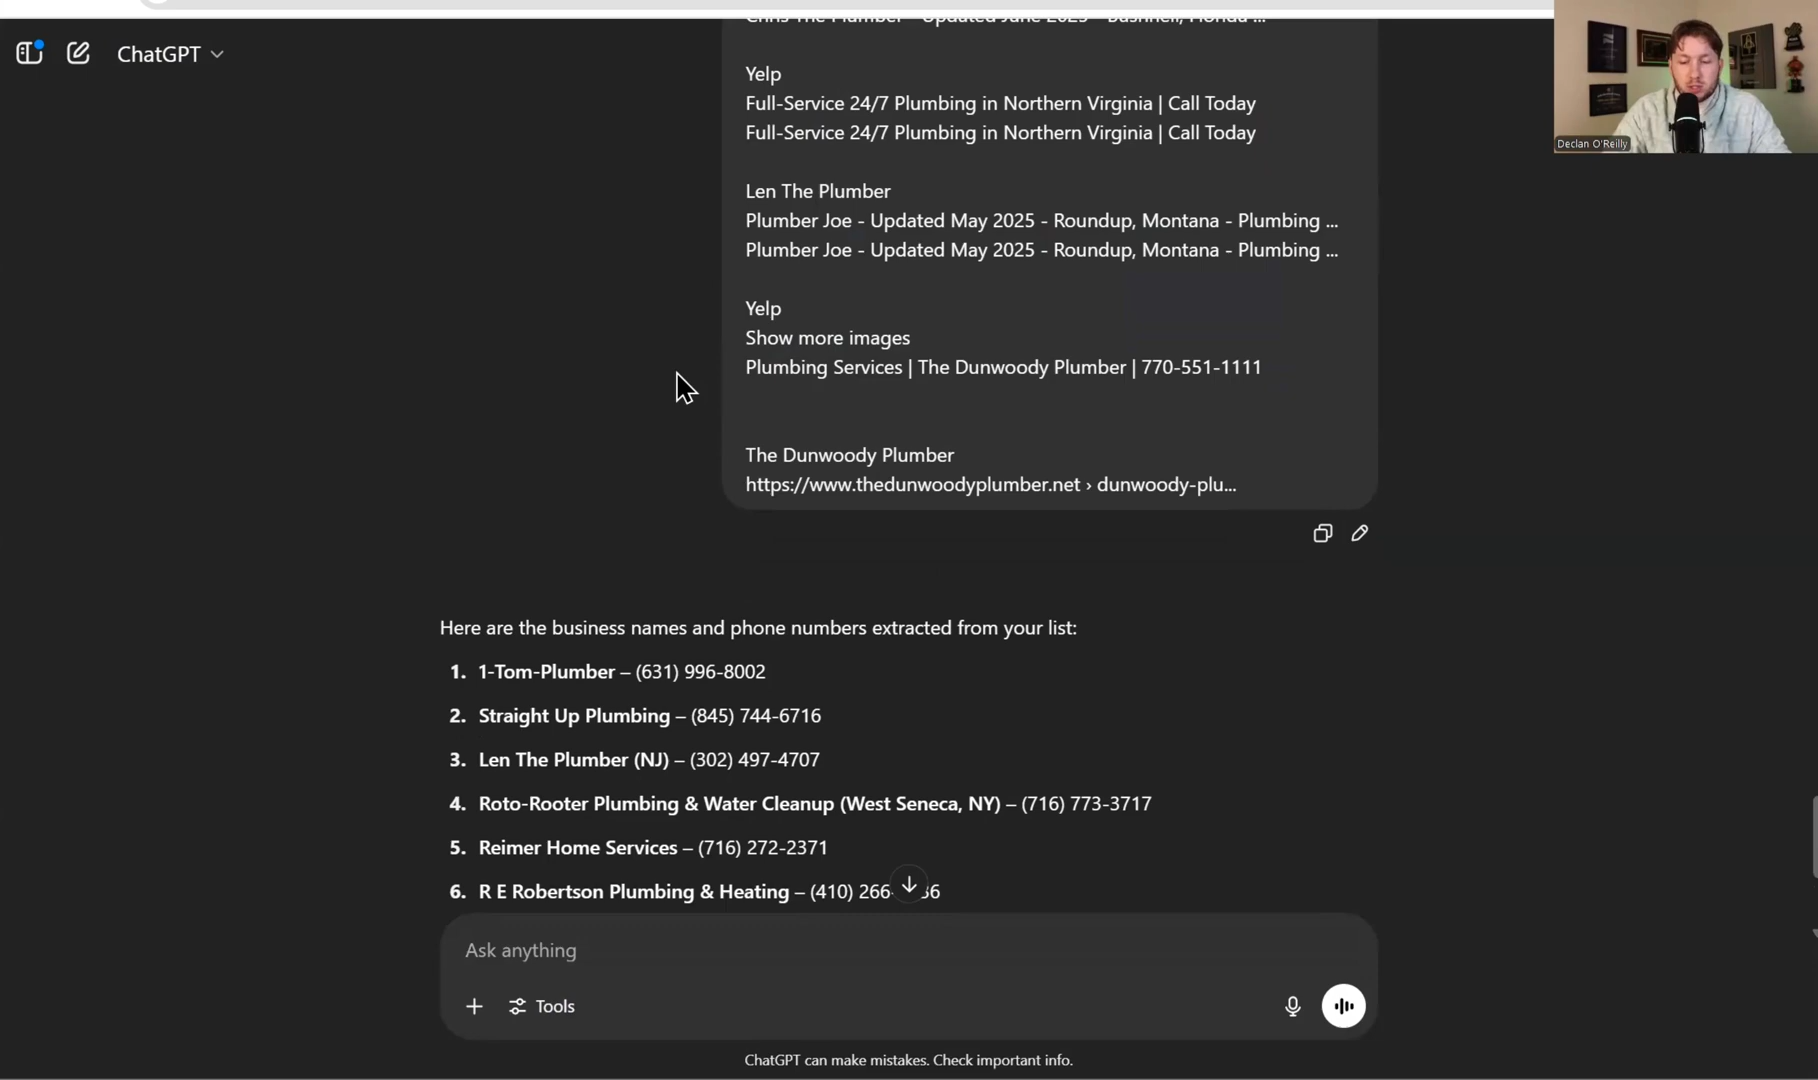 ChatGPT
Yelp
Full-Service 24/7 Plumbing in Northern Virginia | Call Today
Full-Service 24/7 Plumbing in Northern Virginia | Call Today
Len The Plumber
Plumber Joe - Updated May 2025 - Roundup, Montana - Plumbing ...
Plumber Joe - Updated May 2025 - Roundup, Montana - Plumbing ...
Yelp
Show more images
Plumbing Services | The Dunwoody Plumber | 770-551-1111
The Dunwoody Plumber
https://www.thedunwoodyplumber.net › dunwoody-plu...
Declan O'Reilly
Here are the business names and phone numbers extracted from your list:
1. 1-Tom-Plumber – (631) 996-8002
2. Straight Up Plumbing – (845) 744-6716
3. Len The Plumber (NJ) – (302) 497-4707
4. Roto-Rooter Plumbing & Water Cleanup (West Seneca, NY) – (716) 773-3717
5. Reimer Home Services – (716) 272-2371
6. R E Robertson Plumbing & Heating – (410) 266-
Ask anything
Tools
ChatGPT can make mistakes. Check important info.